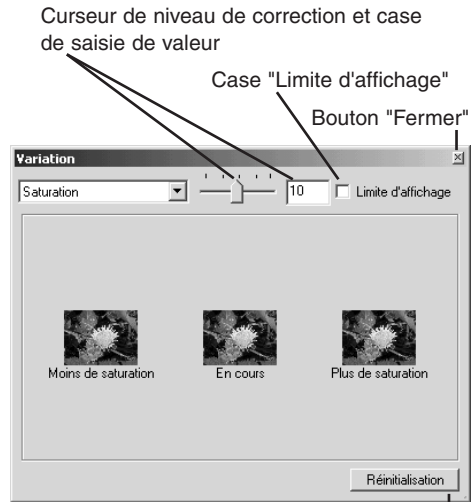 Curseur de niveau de correction et case
de saisie de valeur
Case "Limite d'affichage"
Bouton "Fermer"
Variation
Saturation
10
Limite d'affichage
Moins de saturation
En cours
Plus de saturation
Réinitialisation